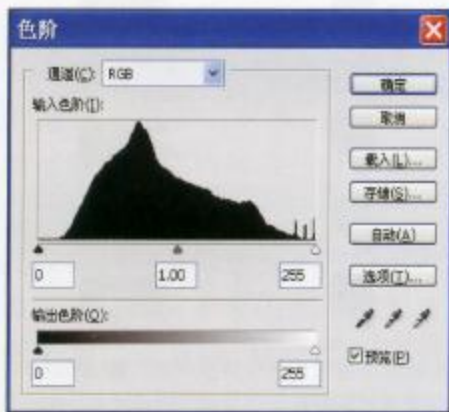 色阶
通道(C): RGB
输入色阶(I):
0 1.00 255
输出色阶(O):
0 255
确定
取消
载入(L)...
存储(S)...
自动(A)
选项(T)...
预览(P)